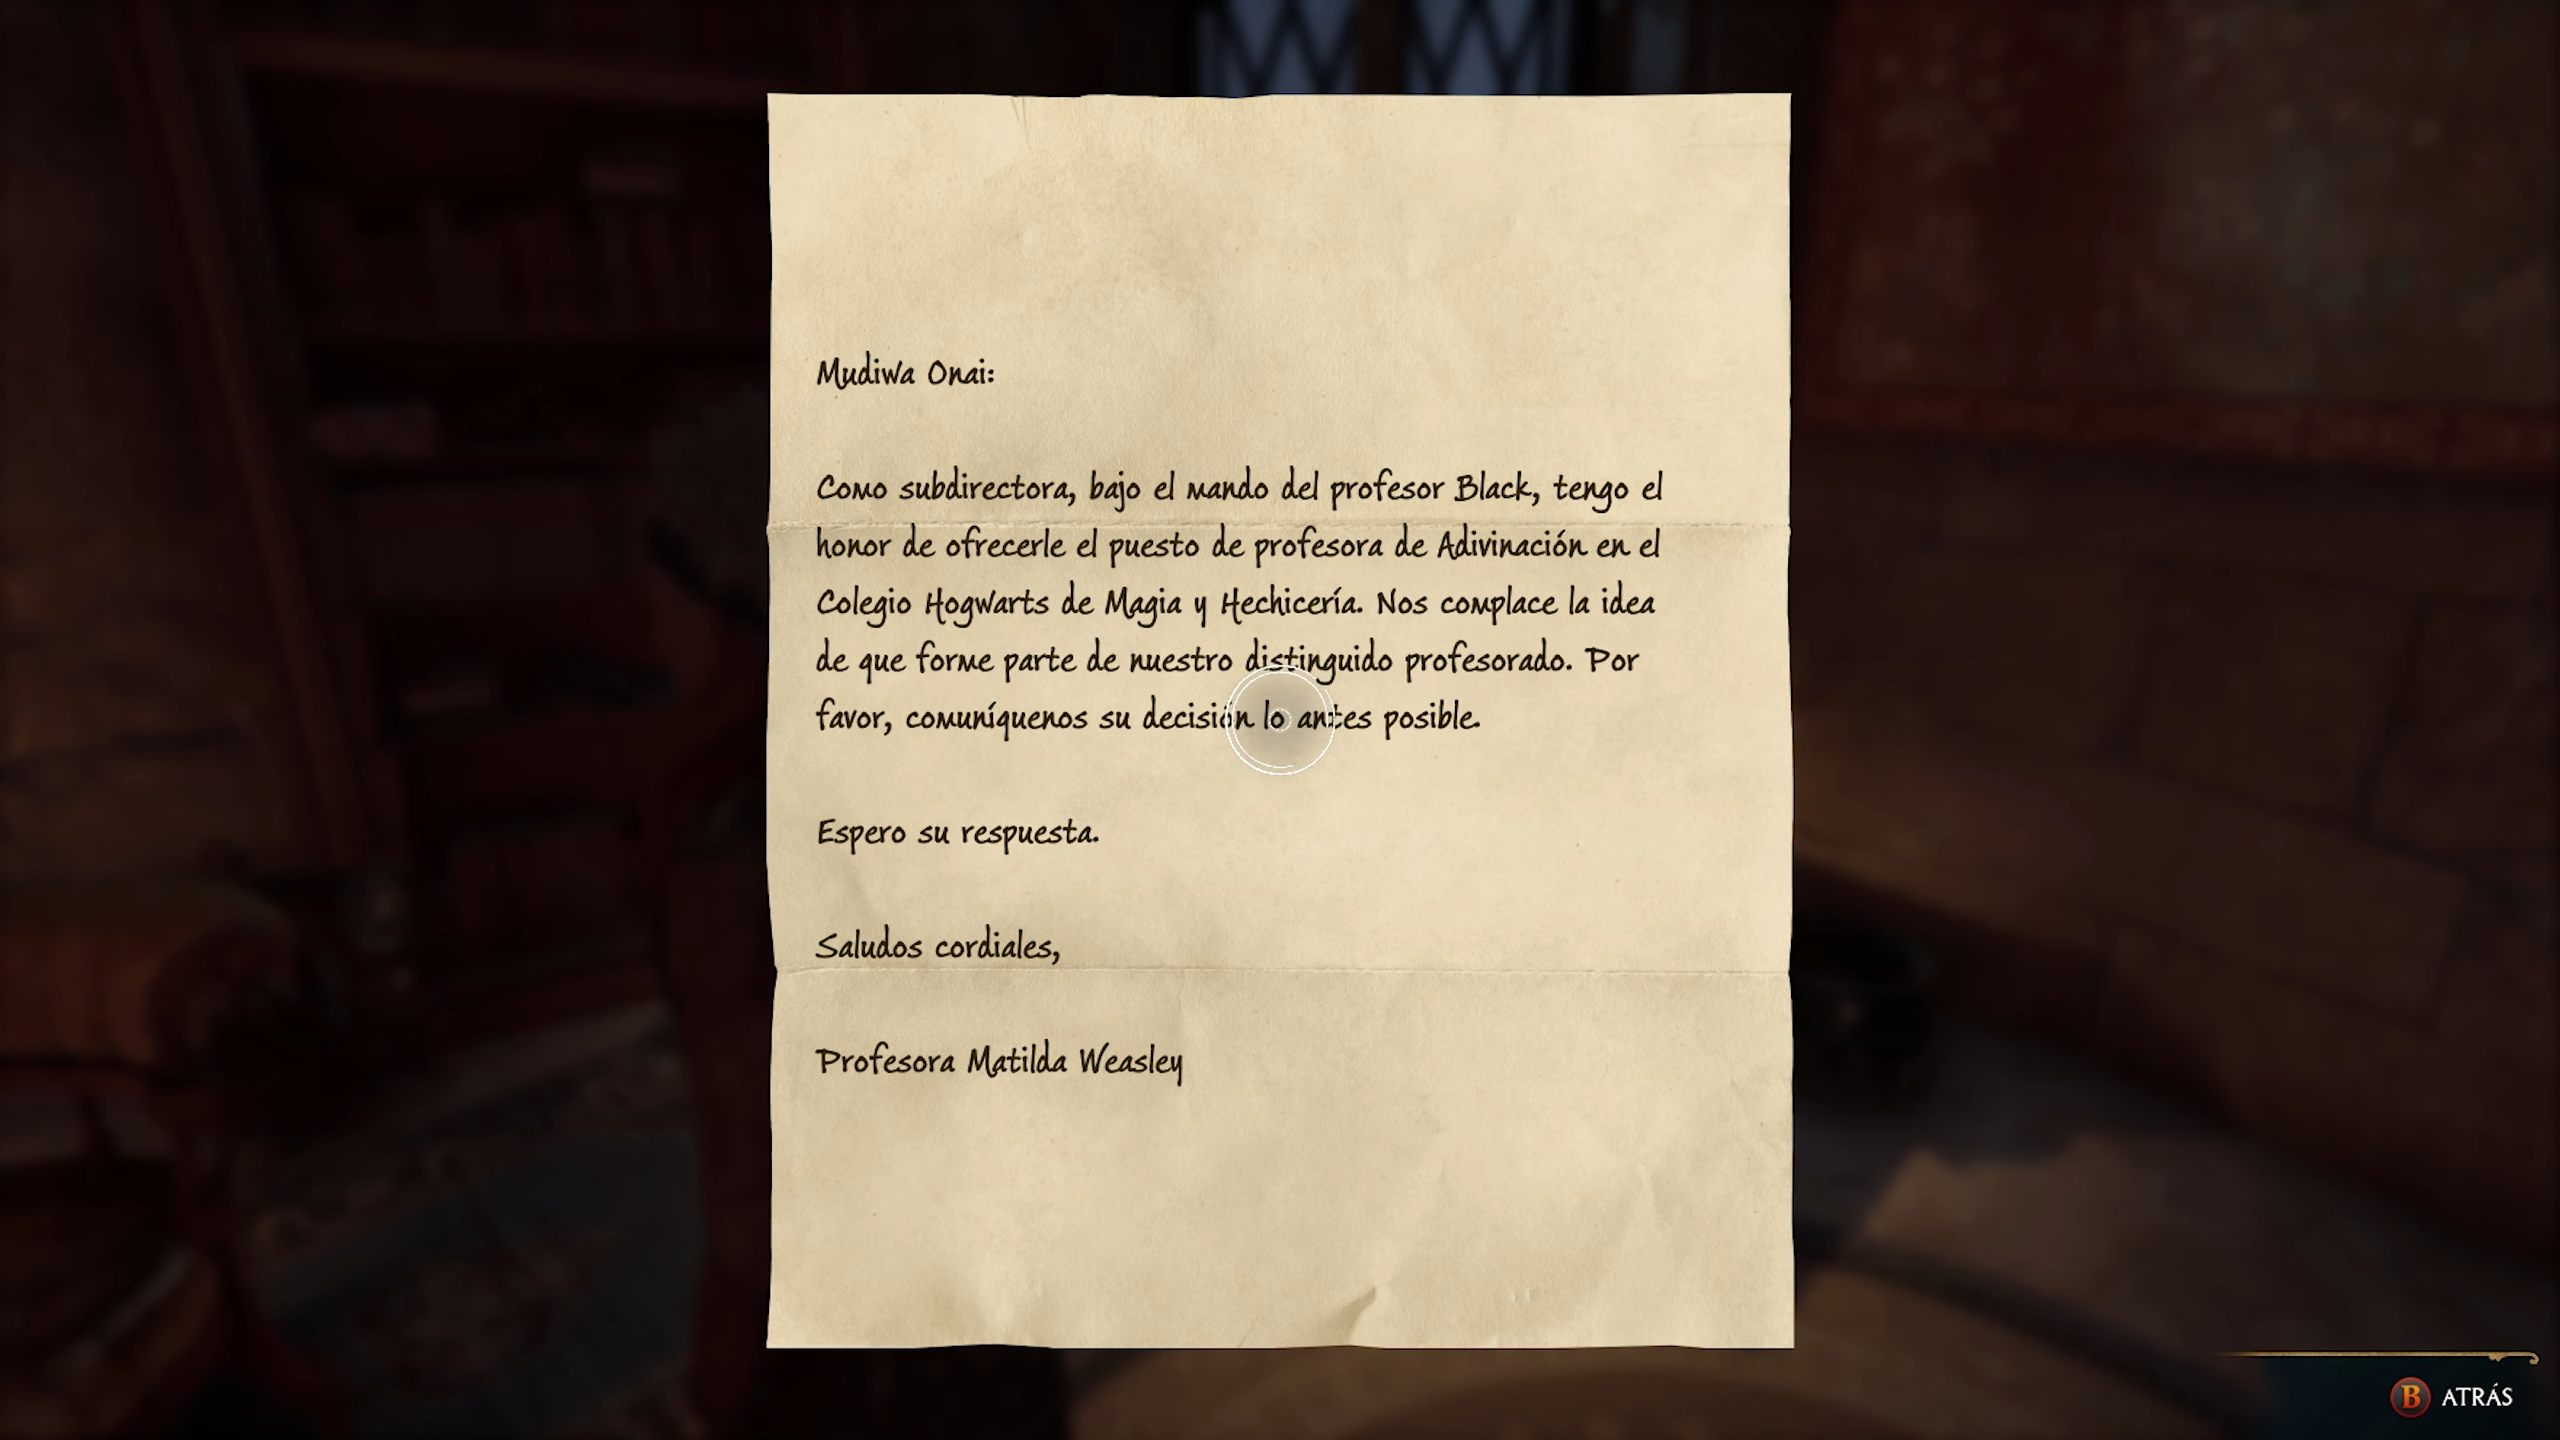 Mudiwa Onai:
Como subdirectora, bajo el mando del profesor Black, tengo el
honor de ofrecerle el puesto de profesora de Adivinación en el
Colegio Hogwarts de Magia y Hechicería. Nos complace la idea
de que forme parte de nuestro distinguido profesorado. Por
favor, comuníquenos su decisión lo antes posible.
Espero su respuesta.
Saludos cordiales,
Profesora Matilda Weasley
B ATRÁS